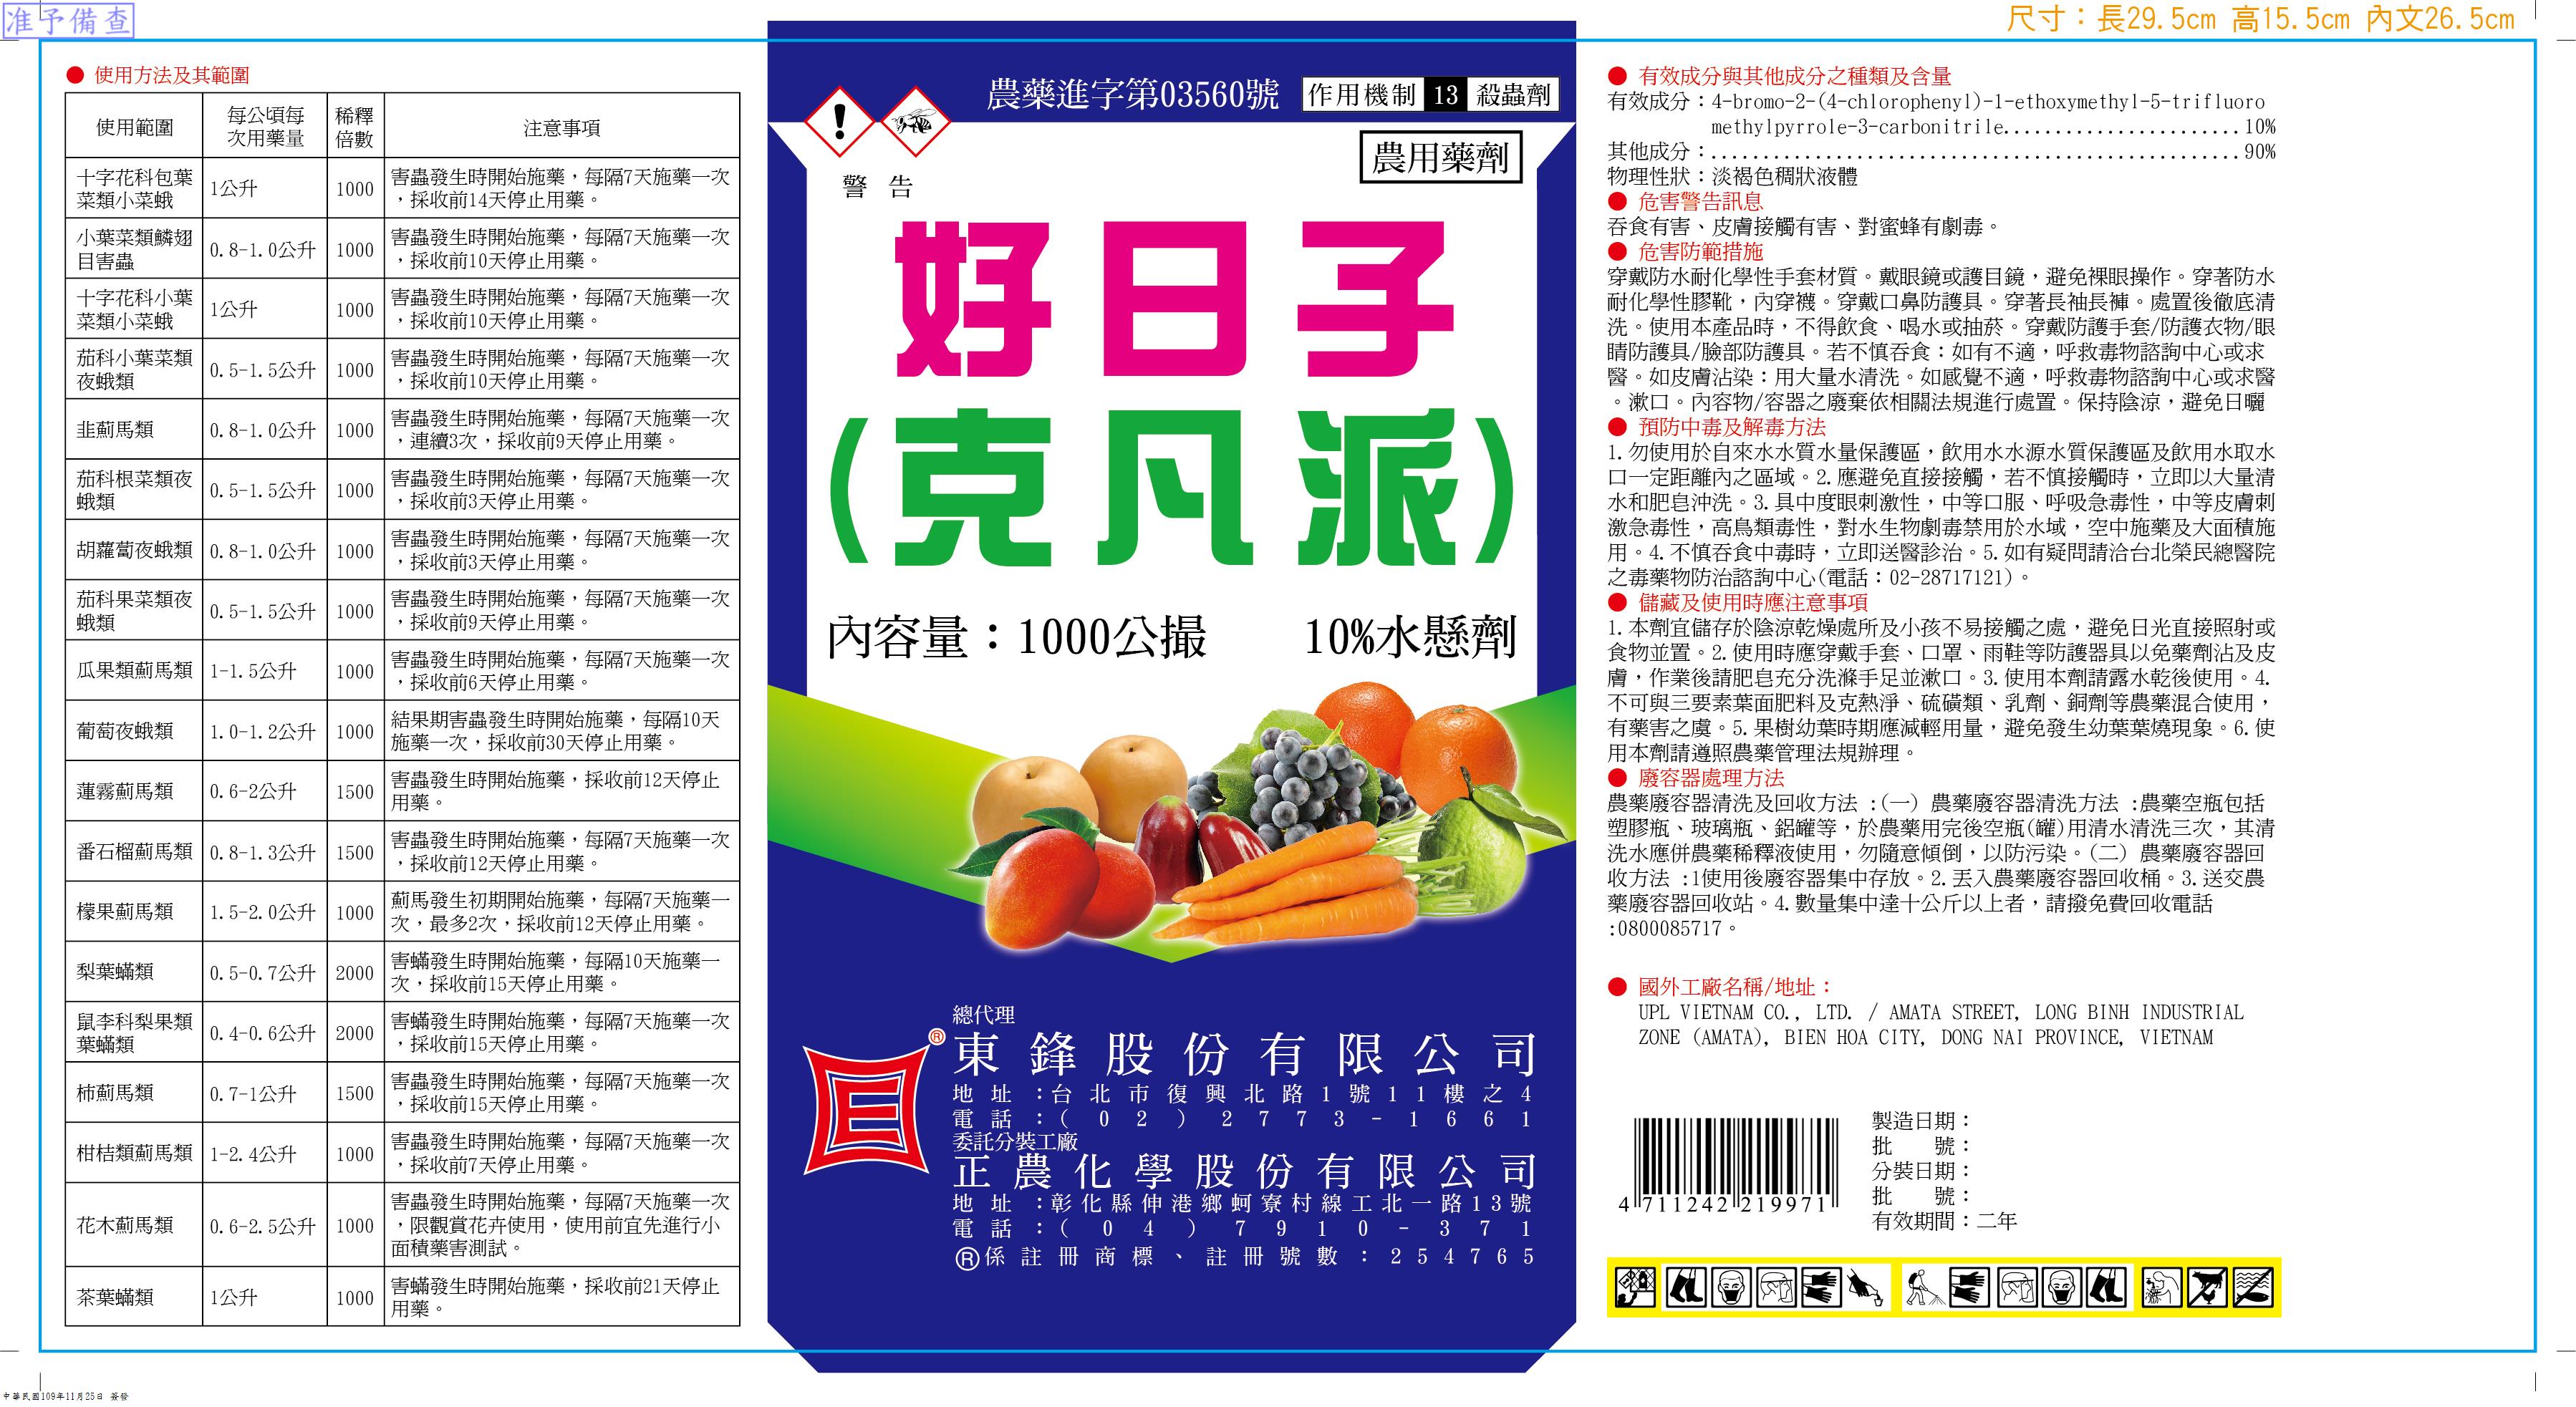 准予備查
尺寸：長29.5cm 高15.5cm 內文26.5cm
● 使用方法及其範圍
使用範圍 每公頃每次用藥量 稀釋倍數 注意事項
十字花科包葉菜類小菜蛾 1公升 1000 害蟲發生時開始施藥，每隔7天施藥一次，採收前14天停止用藥。
小葉菜類鱗翅目害蟲 0.8-1.0公升 1000 害蟲發生時開始施藥，每隔7天施藥一次，採收前10天停止用藥。
十字花科小葉菜類小菜蛾 1公升 1000 害蟲發生時開始施藥，每隔7天施藥一次，採收前10天停止用藥。
茄科小葉菜類夜蛾類 0.5-1.5公升 1000 害蟲發生時開始施藥，每隔7天施藥一次，採收前10天停止用藥。
韭薊馬類 0.8-1.0公升 1000 害蟲發生時開始施藥，每隔7天施藥一次，連續3次，採收前9天停止用藥。
茄科根菜類夜蛾類 0.5-1.5公升 1000 害蟲發生時開始施藥，每隔7天施藥一次，採收前3天停止用藥。
胡蘿蔔夜蛾類 0.8-1.0公升 1000 害蟲發生時開始施藥，每隔7天施藥一次，採收前3天停止用藥。
茄科果菜類夜蛾類 0.5-1.5公升 1000 害蟲發生時開始施藥，每隔7天施藥一次，採收前9天停止用藥。
瓜果類薊馬類 1-1.5公升 1000 害蟲發生時開始施藥，每隔7天施藥一次，採收前6天停止用藥。
葡萄夜蛾類 1.0-1.2公升 1000 結果期害蟲發生時開始施藥，每隔10天施藥一次，採收前30天停止用藥。
蓮霧薊馬類 0.6-2公升 1500 害蟲發生時開始施藥，採收前12天停止用藥。
番石榴薊馬類 0.8-1.3公升 1500 害蟲發生時開始施藥，每隔7天施藥一次，採收前12天停止用藥。
檬果薊馬類 1.5-2.0公升 1000 薊馬發生初期開始施藥，每隔7天施藥一次，最多2次，採收前12天停止用藥。
梨葉蟎類 0.5-0.7公升 2000 害蟎發生時開始施藥，每隔10天施藥一次，採收前15天停止用藥。
鼠李科梨果類葉蟎類 0.4-0.6公升 2000 害蟎發生時開始施藥，每隔7天施藥一次，採收前15天停止用藥。
柿薊馬類 0.7-1公升 1500 害蟲發生時開始施藥，每隔7天施藥一次，採收前15天停止用藥。
柑桔類薊馬類 1-2.4公升 1000 害蟲發生時開始施藥，每隔7天施藥一次，採收前7天停止用藥。
花木薊馬類 0.6-2.5公升 1000 害蟲發生時開始施藥，每隔7天施藥一次，限觀賞花卉使用，使用前宜先進行小面積藥害測試。
茶葉蟎類 1公升 1000 害蟎發生時開始施藥，採收前21天停止用藥。
農藥進字第03560號 作用機制 13 殺蟲劑
警 告
農用藥劑
好日子
(克凡派)
內容量：1000公撮 10%水懸劑
總代理
®
東鋒股份有限公司
地 址 :台北市復興北路1號11樓之4
電 話 :(02)2773-1661
委託分裝工廠
正農化學股份有限公司
地 址 :彰化縣伸港鄉蚵寮村線工北一路13號
電 話 :(04)7910-371
®係註冊商標、註冊號數:254765
● 有效成分與其他成分之種類及含量
有效成分：4-bromo-2-(4-chlorophenyl)-1-ethoxymethyl-5-trifluoro
methylpyrrole-3-carbonitrile.......................10%
其他成分：...................................................90%
物理性狀：淡褐色稠狀液體
● 危害警告訊息
吞食有害、皮膚接觸有害、對蜜蜂有劇毒。
● 危害防範措施
穿戴防水耐化學性手套材質。戴眼鏡或護目鏡，避免裸眼操作。穿著防水
耐化學性膠靴，內穿襪。穿戴口鼻防護具。穿著長袖長褲。處置後徹底清
洗。使用本產品時，不得飲食、喝水或抽菸。穿戴防護手套/防護衣物/眼
睛防護具/臉部防護具。若不慎吞食：如有不適，呼救毒物諮詢中心或求
醫。如皮膚沾染：用大量水清洗。如感覺不適，呼救毒物諮詢中心或求醫
。漱口。內容物/容器之廢棄依相關法規進行處置。保持陰涼，避免日曬
● 預防中毒及解毒方法
1.勿使用於自來水水質水量保護區，飲用水水源水質保護區及飲用水取水
口一定距離內之區域。2.應避免直接接觸，若不慎接觸時，立即以大量清
水和肥皂沖洗。3.具中度眼刺激性，中等口服、呼吸急毒性，中等皮膚刺
激急毒性，高鳥類毒性，對水生物劇毒禁用於水域，空中施藥及大面積施
用。4.不慎吞食中毒時，立即送醫診治。5.如有疑問請洽台北榮民總醫院
之毒藥物防治諮詢中心(電話：02-28717121)。
● 儲藏及使用時應注意事項
1.本劑宜儲存於陰涼乾燥處所及小孩不易接觸之處，避免日光直接照射或
食物並置。2.使用時應穿戴手套、口罩、雨鞋等防護器具以免藥劑沾及皮
膚，作業後請肥皂充分洗滌手足並漱口。3.使用本劑請露水乾後使用。4.
不可與三要素葉面肥料及克熱淨、硫磺類、乳劑、銅劑等農藥混合使用，
有藥害之虞。5.果樹幼葉時期應減輕用量，避免發生幼葉葉燒現象。6.使
用本劑請遵照農藥管理法規辦理。
● 廢容器處理方法
農藥廢容器清洗及回收方法 :(一) 農藥廢容器清洗方法 :農藥空瓶包括
塑膠瓶、玻璃瓶、鋁罐等，於農藥用完後空瓶(罐)用清水清洗三次，其清
洗水應併農藥稀釋液使用，勿隨意傾倒，以防污染。(二) 農藥廢容器回
收方法 :1使用後廢容器集中存放。2.丟入農藥廢容器回收桶。3.送交農
藥廢容器回收站。4.數量集中達十公斤以上者，請撥免費回收電話
:0800085717。
● 國外工廠名稱/地址：
UPL VIETNAM CO., LTD. / AMATA STREET, LONG BINH INDUSTRIAL
ZONE (AMATA), BIEN HOA CITY, DONG NAI PROVINCE, VIETNAM
製造日期：
批 號：
分裝日期：
批 號：
有效期間：二年
4 711242 219971
中華民國109年11月25日 簽發